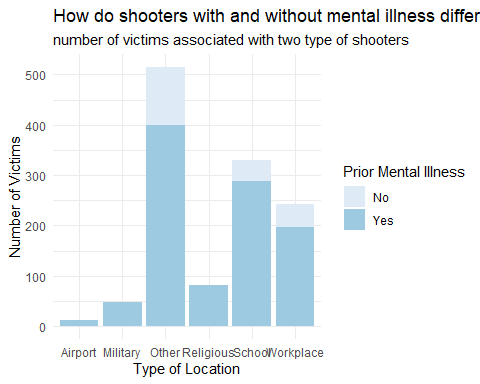 How do shooters with and without mental illness differ
number of victims associated with two type of shooters
Number of Victims
500
400
300
200
100
0
Airport Military Other Religious School Workplace
Type of Location
Prior Mental Illness
No
Yes